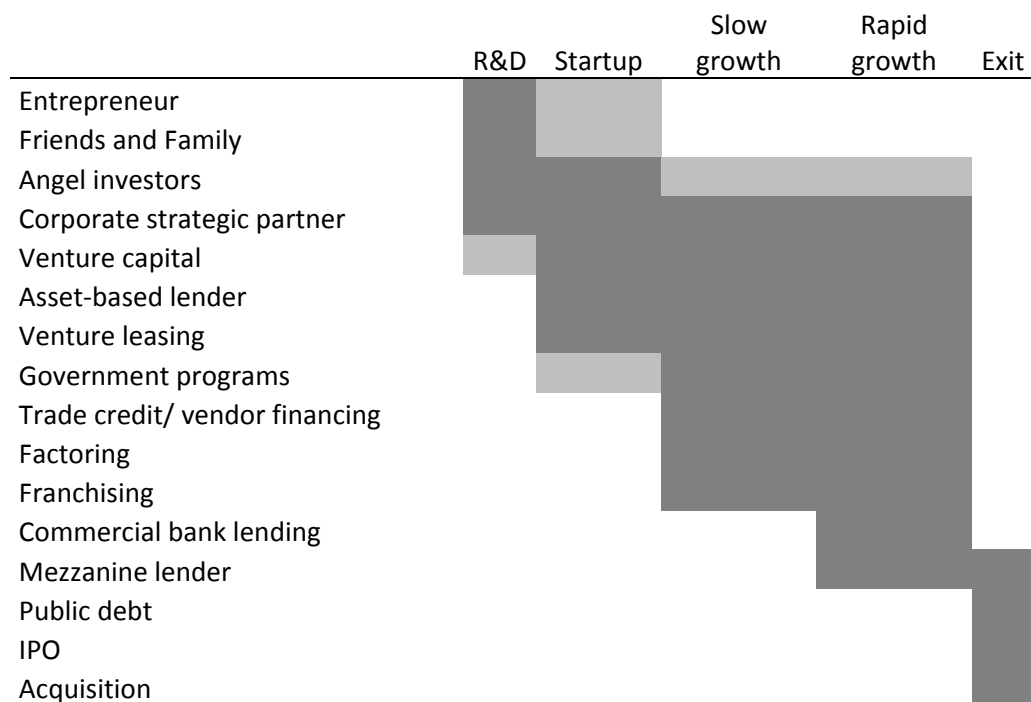 Slow Rapid
R&D Startup growth growth Exit
Entrepreneur
Friends and Family
Angel investors
Corporate strategic partner
Venture capital
Asset-based lender
Venture leasing
Government programs
Trade credit/ vendor financing
Factoring
Franchising
Commercial bank lending
Mezzanine lender
Public debt
IPO
Acquisition